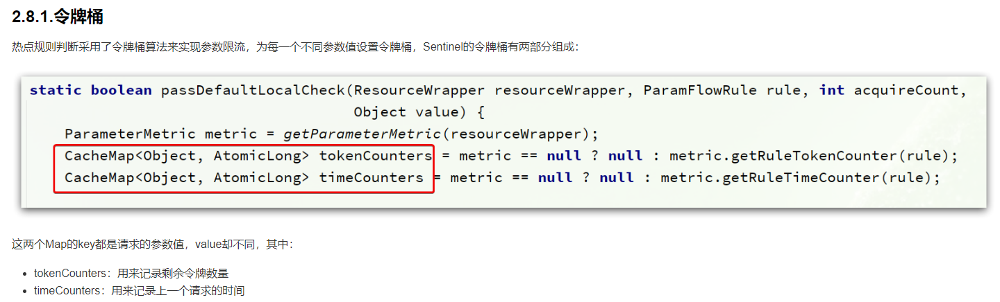 2.8.1.令牌桶
热点规则判断采用了令牌桶算法来实现参数限流，为每一个不同参数值设置令牌桶，Sentinel的令牌桶有两部分组成：
static boolean passDefaultLocalCheck(ResourceWrapper resourceWrapper, ParamFlowRule rule, int acquireCount,
Object value) {
ParameterMetric metric = getParameterMetric(resourceWrapper);
CacheMap<Object, AtomicLong> tokenCounters = metric == null ? null : metric.getRuleTokenCounter(rule);
CacheMap<Object, AtomicLong> timeCounters = metric == null ? null : metric.getRuleTimeCounter(rule);
这两个Map的key都是请求的参数值，value却不同，其中：
• tokenCounters：用来记录剩余令牌数量
• timeCounters：用来记录上一个请求的时间